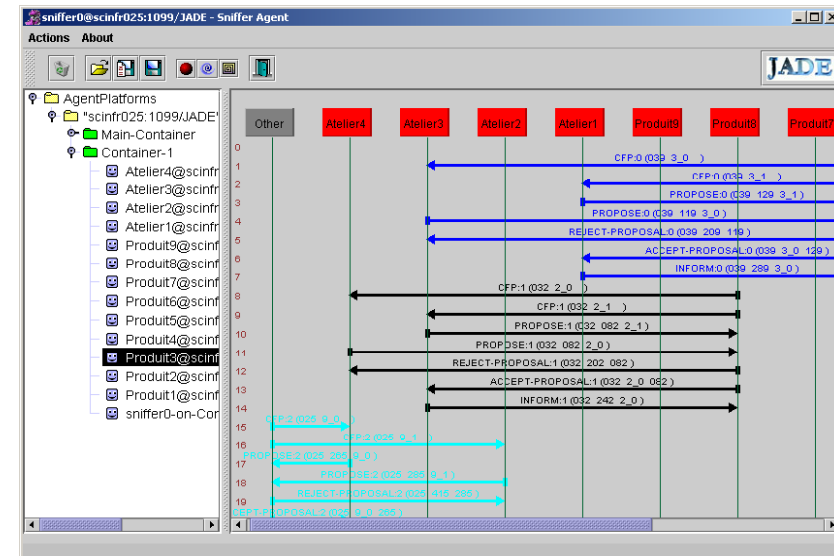 sniffer0@scinfr025:1099/JADE - Sniffer Agent
Actions About
JADE
AgentPlatforms
"scinfr025:1099/JADE"
Main-Container
Container-1
Atelier4@scinfr
Atelier3@scinfr
Atelier2@scinfr
Atelier1@scinfr
Produit9@scinf
Produit8@scinf
Produit7@scinf
Produit6@scinf
Produit5@scinf
Produit4@scinf
Produit3@scinf
Produit2@scinf
Produit1@scinf
sniffer0-on-Cor
Other Atelier4 Atelier3 Atelier2 Atelier1 Produit9 Produit8 Produit7
0
1 CFP:0 (039 3_0 )
2 CFP:0 (039 3_1 )
3 PROPOSE:0 (039 129 3_1 )
4 PROPOSE:0 (039 119 3_0 )
5 REJECT-PROPOSAL:0 (039 209 119 )
6 ACCEPT-PROPOSAL:0 (039 3_0 129 )
7 INFORM:0 (039 289 3_0 )
8 CFP:1 (032 2_0 )
9 CFP:1 (032 2_1 )
10 PROPOSE:1 (032 082 2_1 )
11 PROPOSE:1 (032 082 2_0 )
12 REJECT-PROPOSAL:1 (032 202 082 )
13 ACCEPT-PROPOSAL:1 (032 2_0 082 )
14 INFORM:1 (032 242 2_0 )
15 CFP:2 (025 9_0 )
16 CFP:2 (025 9_1 )
17 PROPOSE:2 (025 265 9_0 )
18 PROPOSE:2 (025 285 9_1 )
19 REJECT-PROPOSAL:2 (025 415 285 )
CEPT-PROPOSAL:2 (025 9_0 265 )